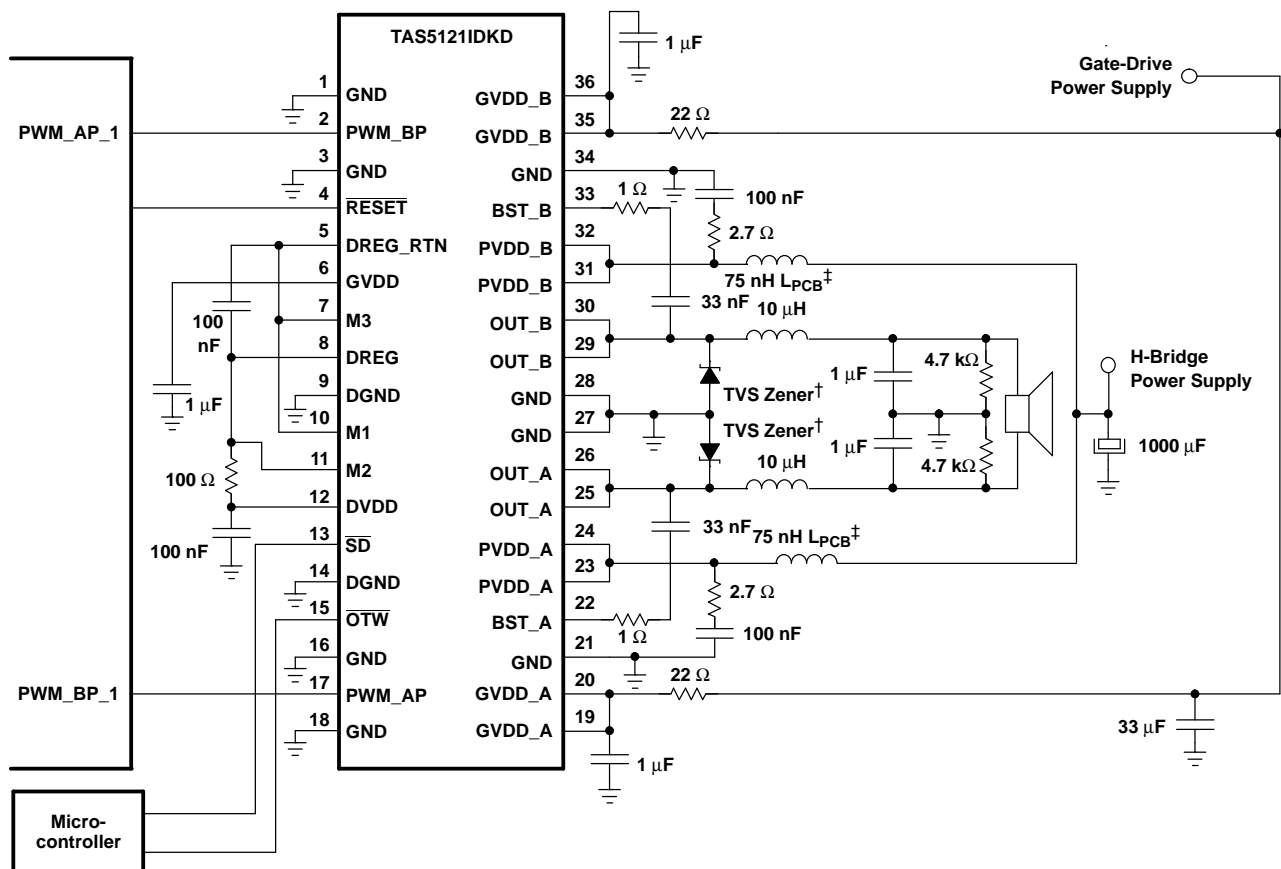 TAS5121IDKD
1 μF
Gate-Drive
Power Supply
PWM_AP_1
1
GND
2
PWM_BP
3
GND
4
RESET
5
DREG_RTN
6
GVDD
7
M3
8
DREG
9
DGND
10
M1
11
M2
12
DVDD
13
SD
14
DGND
15
OTW
16
GND
17
PWM_AP
18
GND
36
GVDD_B
35
GVDD_B
34
GND
33
BST_B
32
PVDD_B
31
PVDD_B
30
OUT_B
29
OUT_B
28
GND
27
GND
26
OUT_A
25
OUT_A
24
PVDD_A
23
PVDD_A
22
BST_A
21
GND
20
GVDD_A
19
GVDD_A
100
nF
1 μF
100 Ω
100 nF
PWM_BP_1
Micro-
controller
22 Ω
1 Ω
100 nF
2.7 Ω
75 nH LPCB‡
33 nF
10 μH
TVS Zener†
TVS Zener†
1 μF
4.7 kΩ
1 μF
4.7 kΩ
10 μH
33 nF
75 nH LPCB‡
2.7 Ω
1 Ω
100 nF
22 Ω
1 μF
H-Bridge
Power Supply
1000 μF
33 μF